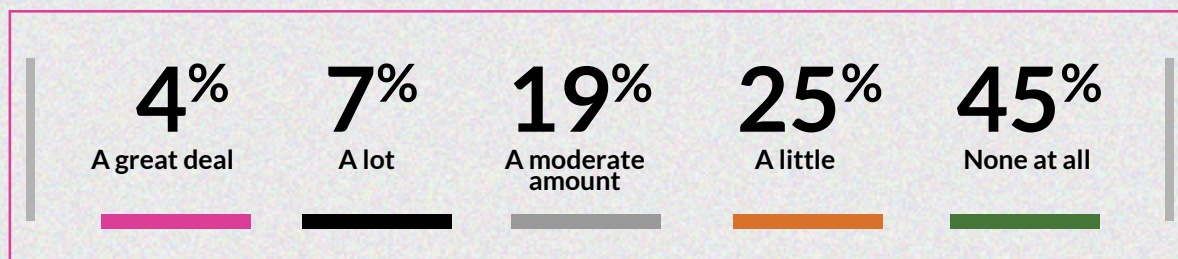 4% 7% 19% 25% 45%
A great deal A lot A moderate amount A little None at all